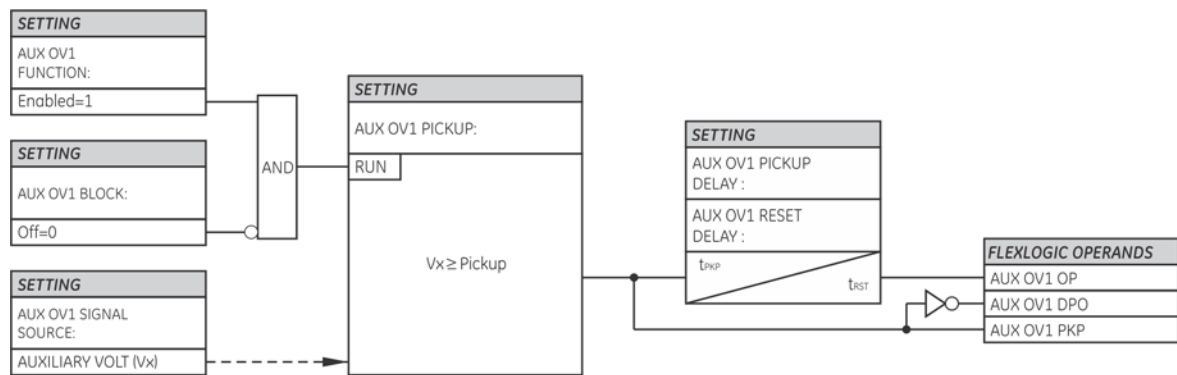 SETTING
AUX OV1
FUNCTION:
Enabled=1
SETTING
AUX OV1 BLOCK:
Off=0
SETTING
AUX OV1 SIGNAL
SOURCE:
AUXILIARY VOLT (Vx)
AND
SETTING
AUX OV1 PICKUP:
RUN
Vx ≥ Pickup
SETTING
AUX OV1 PICKUP
DELAY :
AUX OV1 RESET
DELAY :
tPKP
tRST
FLEXLOGIC OPERANDS
AUX OV1 OP
AUX OV1 DPO
AUX OV1 PKP